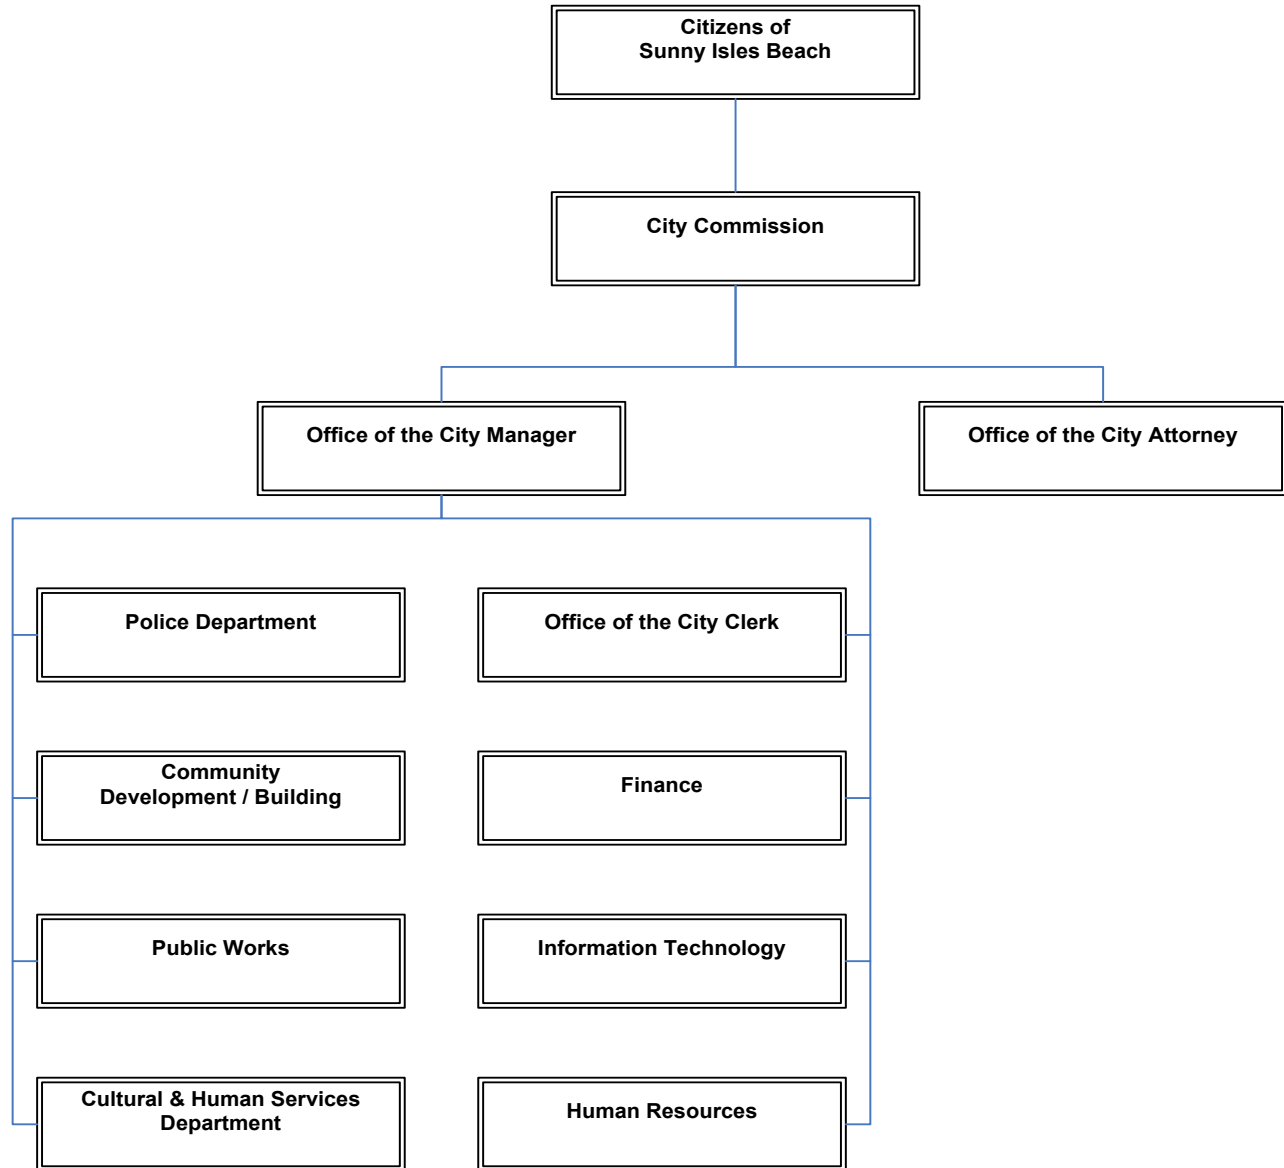 Citizens of
Sunny Isles Beach
City Commission
Office of the City Manager
Office of the City Attorney
Police Department
Office of the City Clerk
Community
Development / Building
Finance
Public Works
Information Technology
Cultural & Human Services
Department
Human Resources